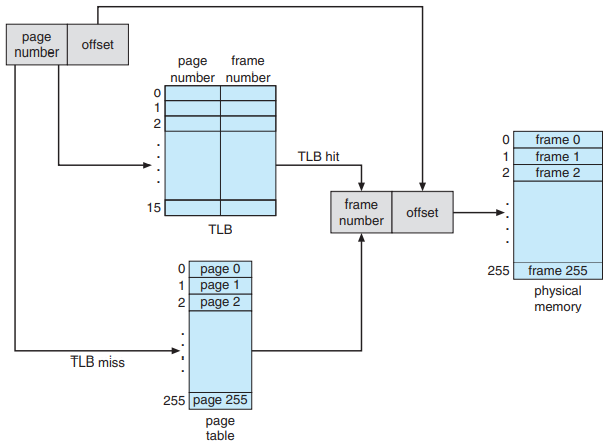 page
number
offset
page
number
frame
number
0
1
2
.
.
.
.
15
TLB
TLB hit
frame
number
offset
0 frame 0
1 frame 1
2 frame 2
.
.
.
.
255 frame 255
physical
memory
0 page 0
1 page 1
2 page 2
.
.
.
.
255 page 255
page
table
TLB miss